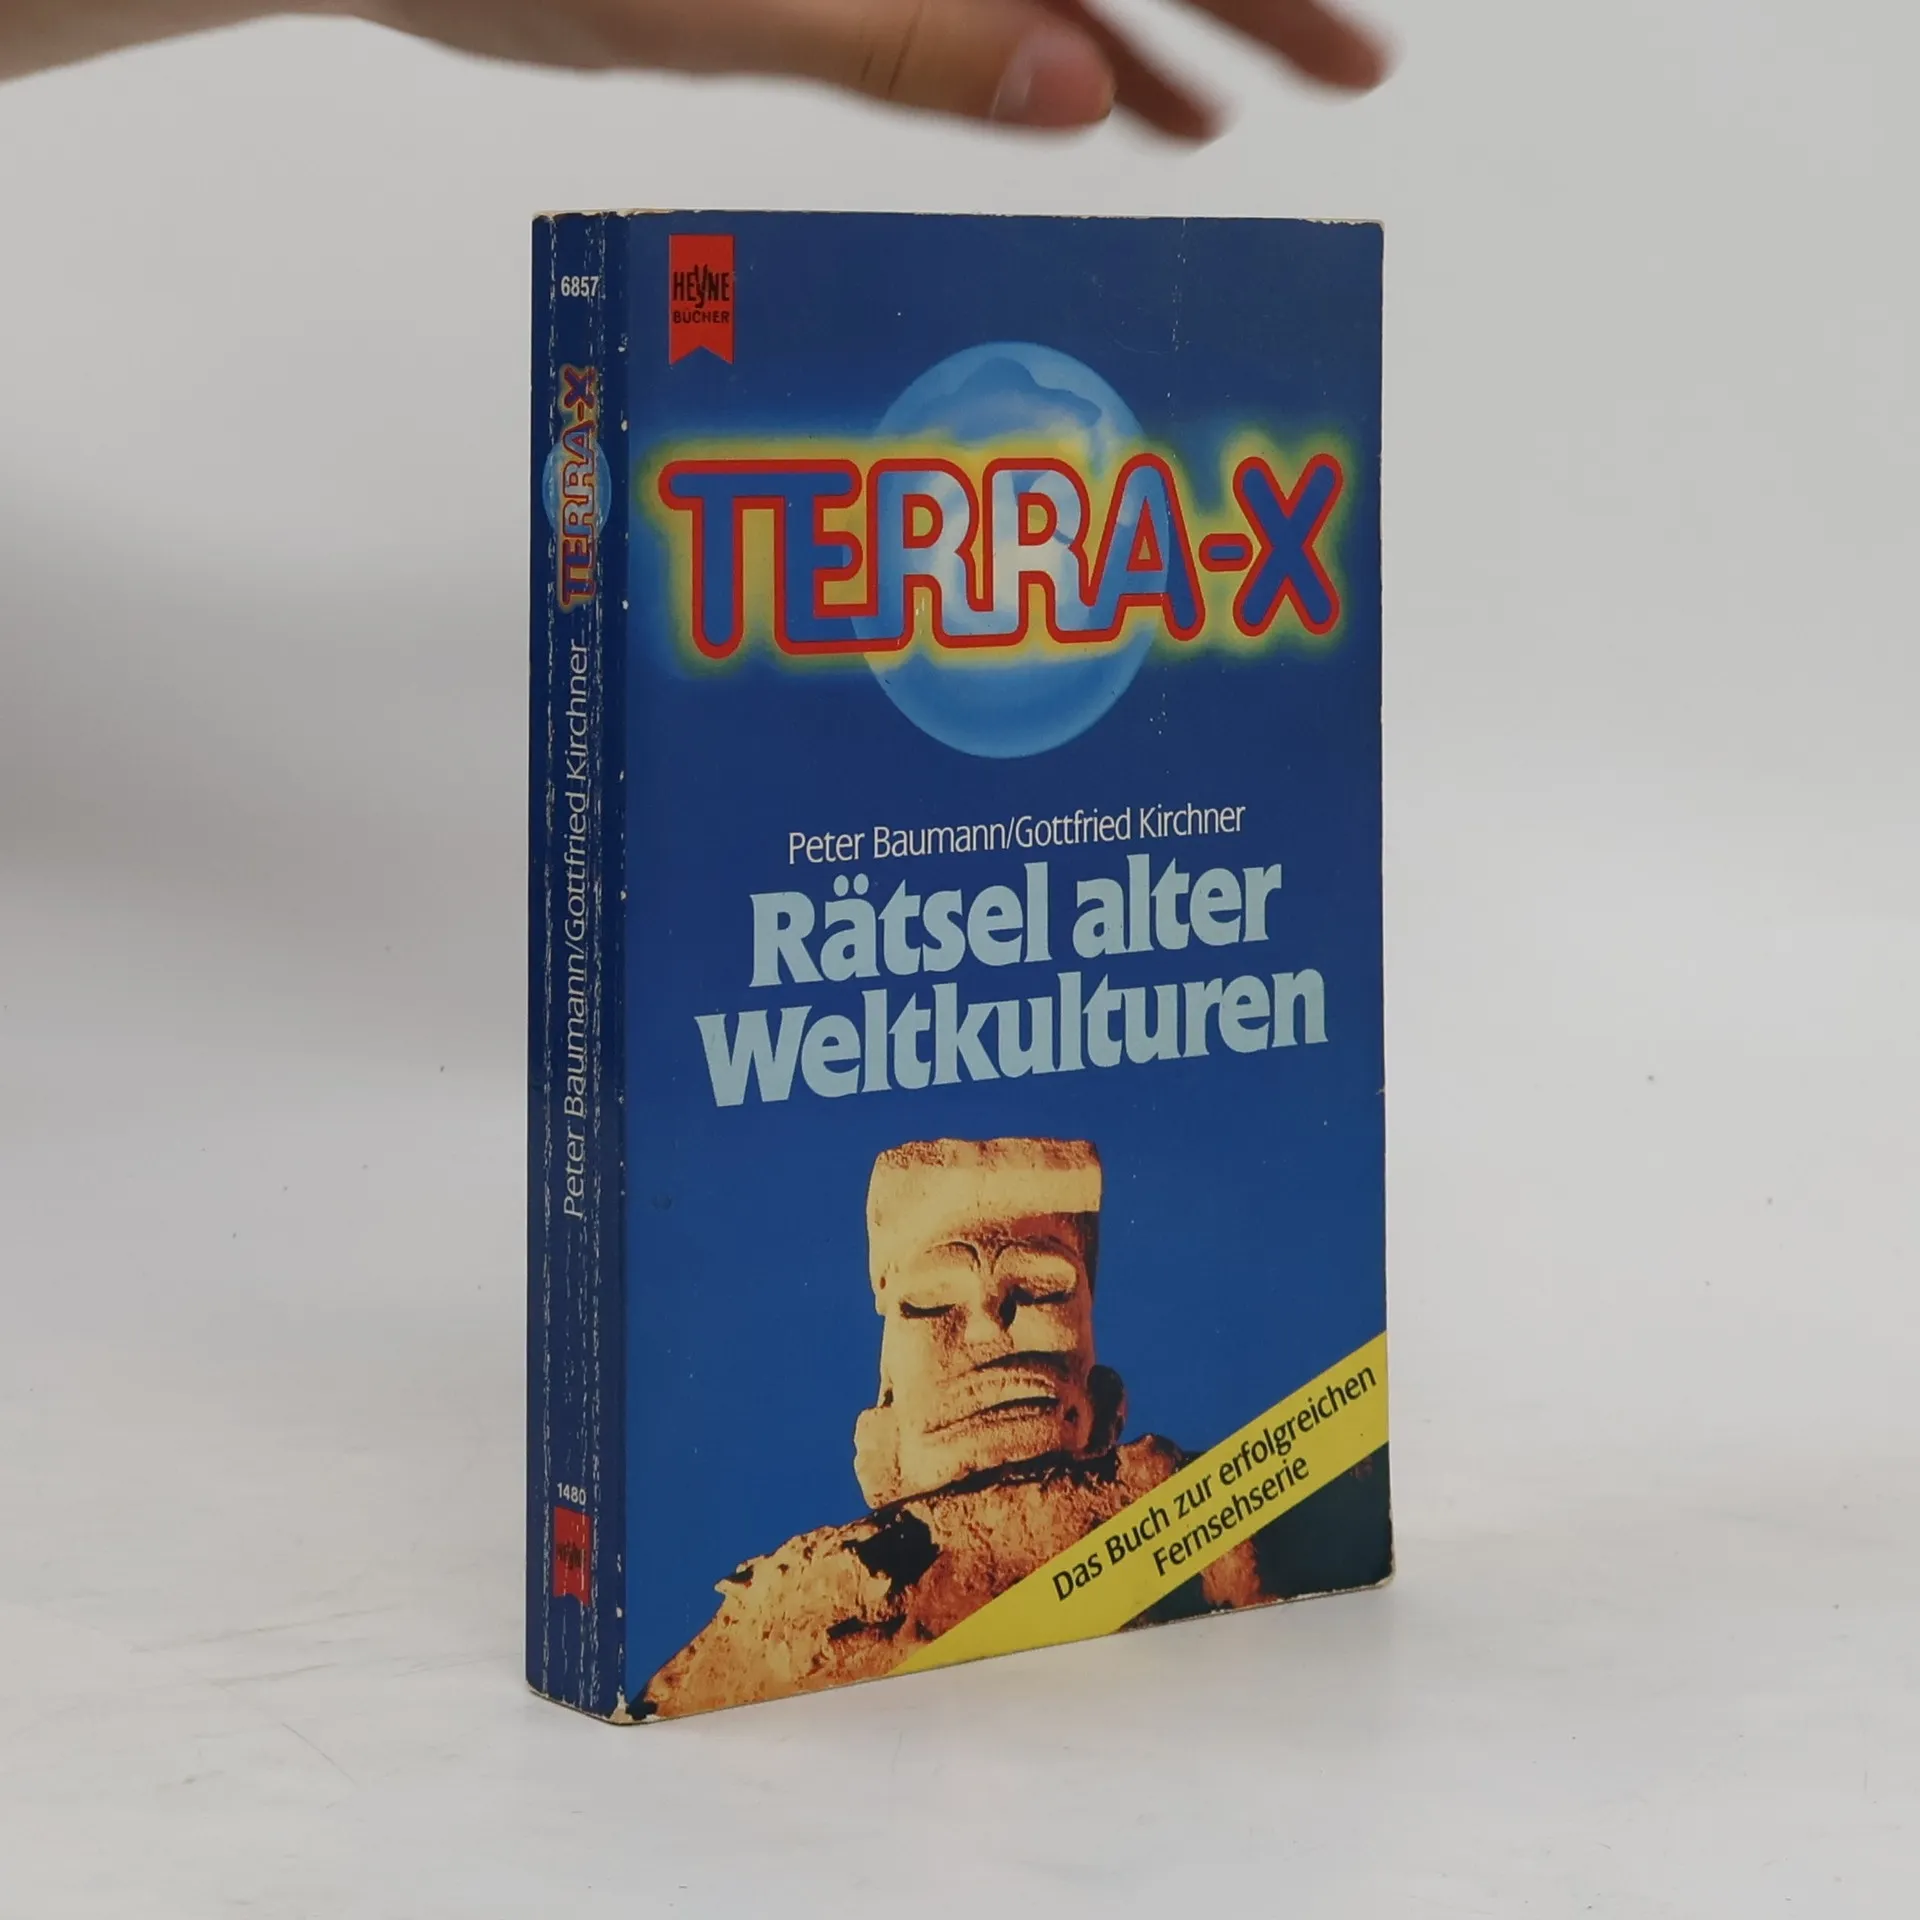 6857
TERRA-X
Peter Baumann/Gottfried Kirchner
1480
HEYNE
HEYNE
BÜCHER
TERRA-X
Peter Baumann/Gottfried Kirchner
Rätsel alter
Weltkulturen
Das Buch zur erfolgreichen
Fernsehserie